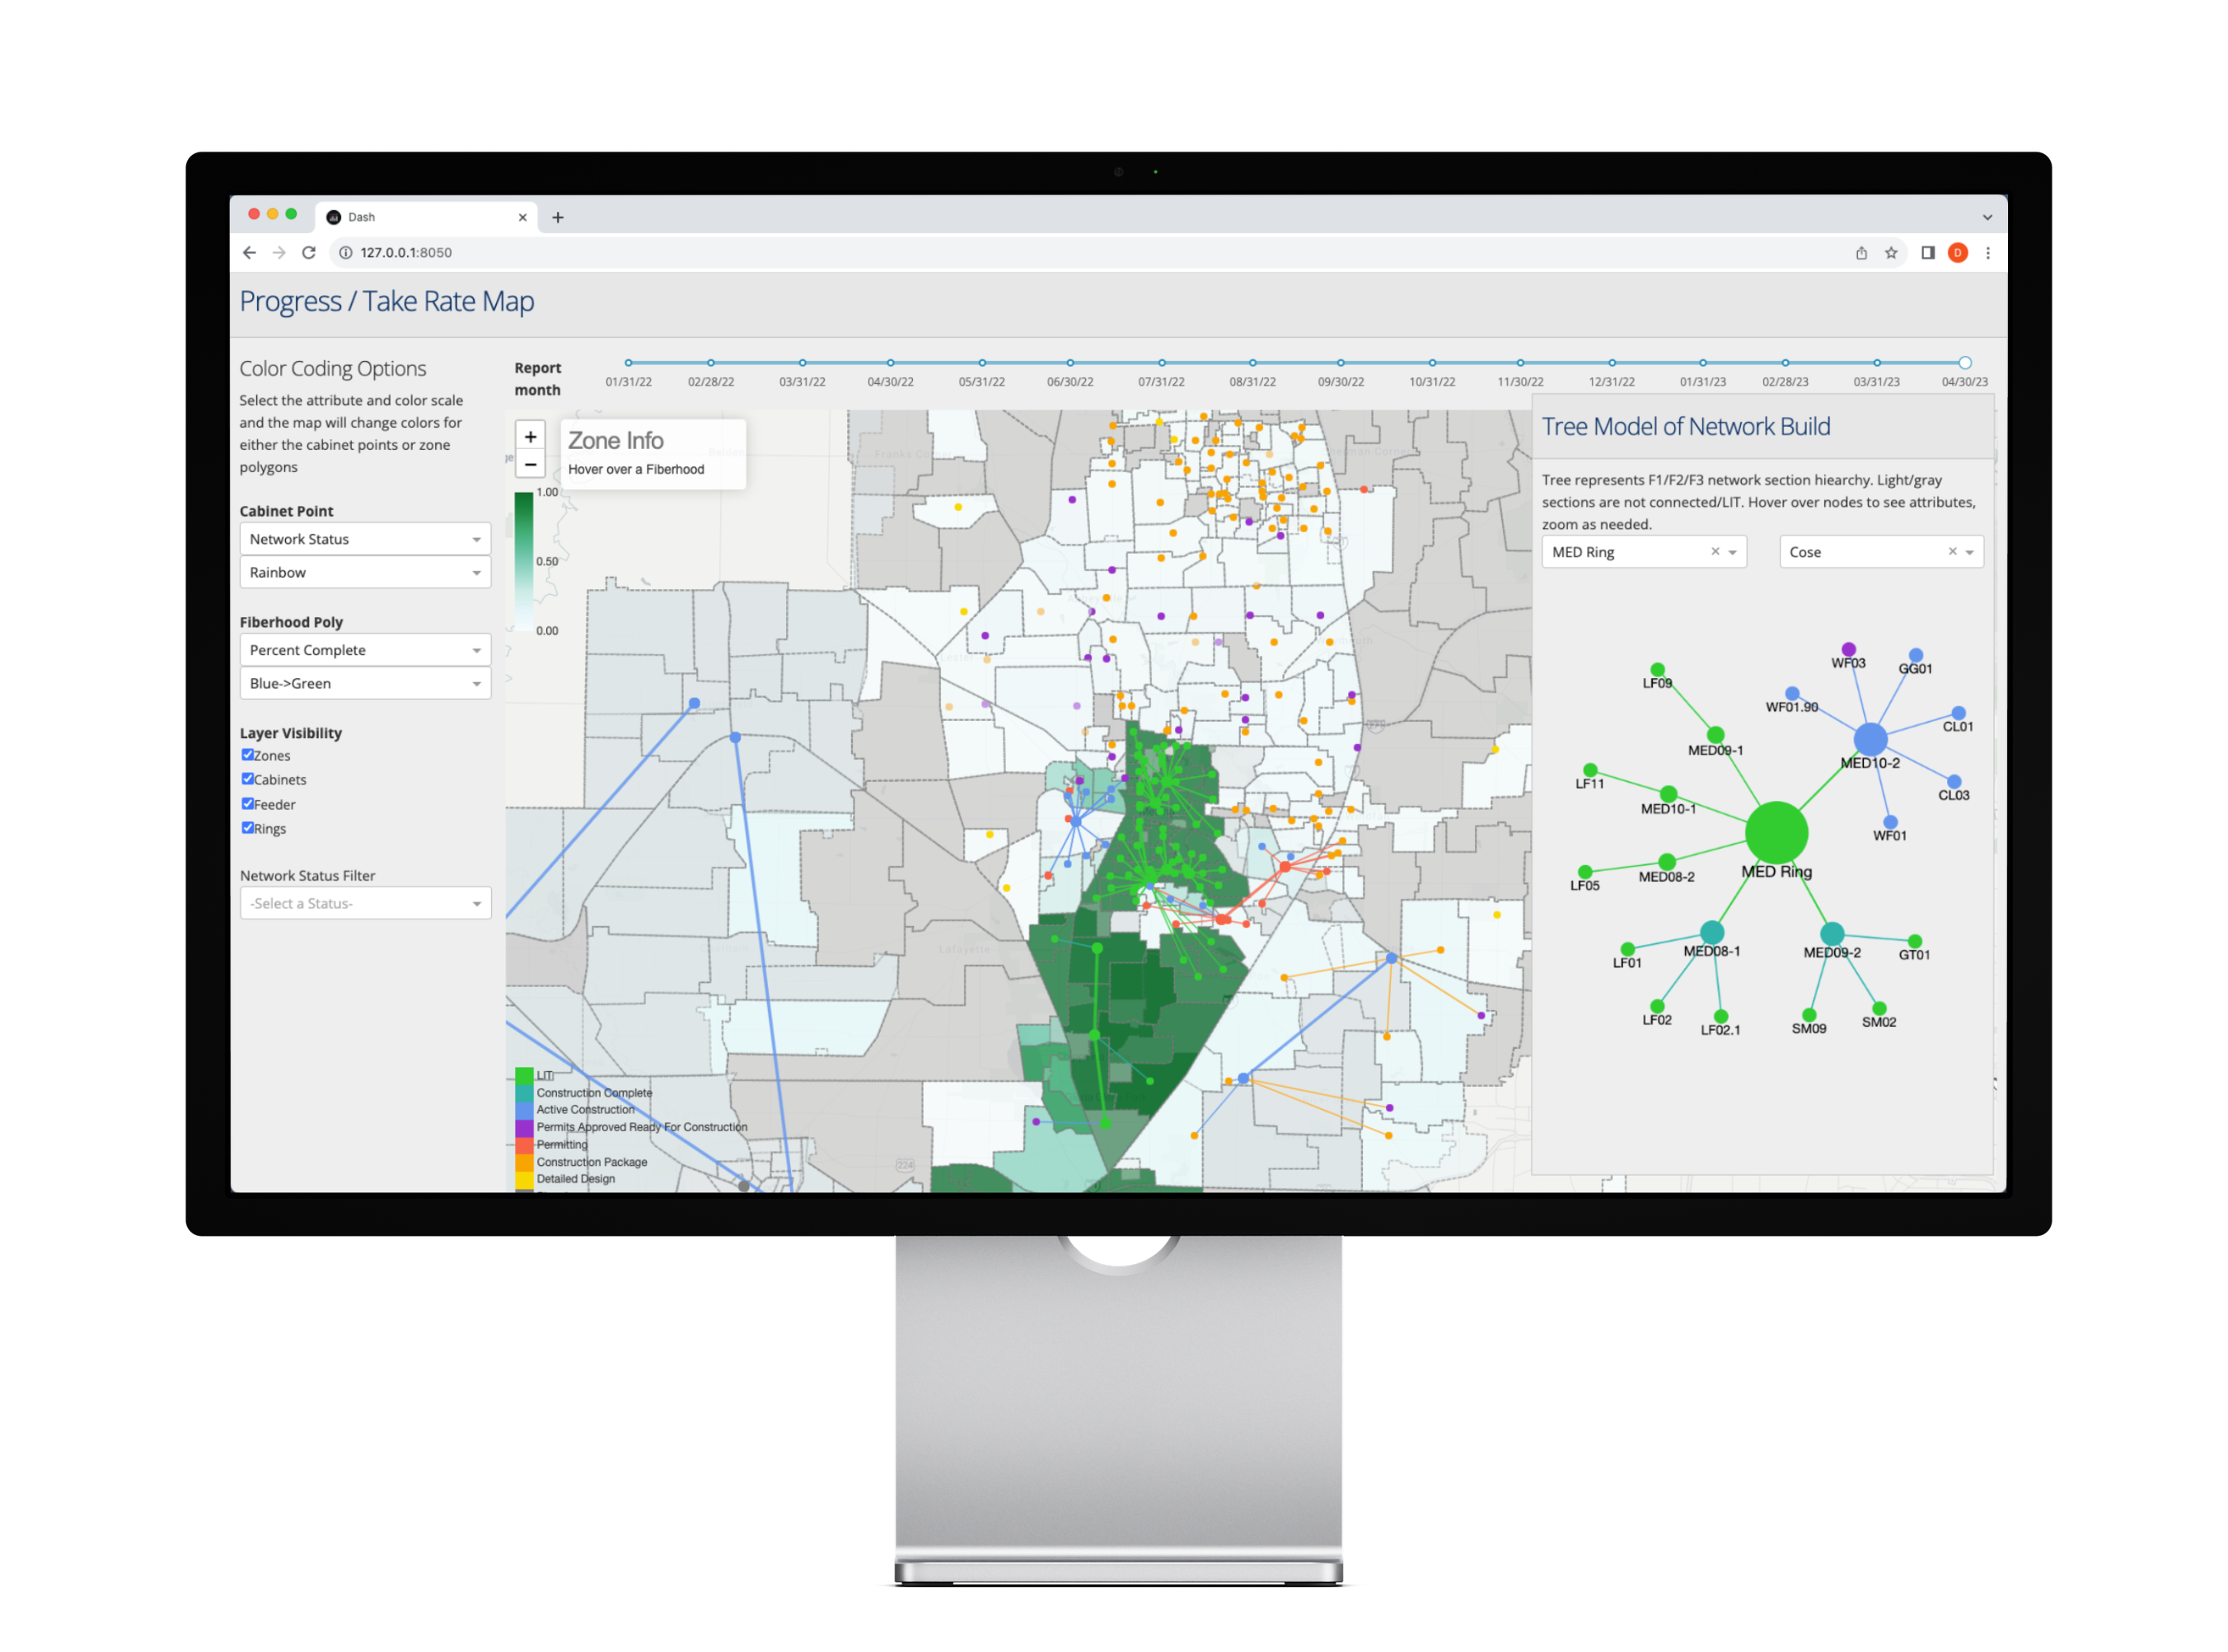 Dash
127.0.0.1:8050
D
Progress / Take Rate Map
Color Coding Options
Select the attribute and color scale
and the map will change colors for
either the cabinet points or zone
polygons
Cabinet Point
Network Status
Rainbow
Fiberhood Poly
Percent Complete
Blue->Green
Layer Visibility
Zones
Cabinets
Feeder
Rings
Network Status Filter
-Select a Status-
Report
month
01/31/22 02/28/22 03/31/22 04/30/22 05/31/22 06/30/22 07/31/22 08/31/22 09/30/22 10/31/22 11/30/22 12/31/22 01/31/23 02/28/23 03/31/23 04/30/23
+
−
Zone Info
Hover over a Fiberhood
1.00
0.50
0.00
Lafayette
224
LIT
Construction Complete
Active Construction
Permits Approved Ready For Construction
Permitting
Construction Package
Detailed Design
Tree Model of Network Build
Tree represents F1/F2/F3 network section hiearchy. Light/gray
sections are not connected/LIT. Hover over nodes to see attributes,
zoom as needed.
MED Ring
Cose
WF03
GG01
LF09
WF01.90
CL01
MED09-1
MED10-2
LF11
CL03
MED10-1
WF01
MED Ring
MED08-2
LF05
MED08-1
MED09-2
GT01
LF01
LF02
LF02.1
SM09
SM02